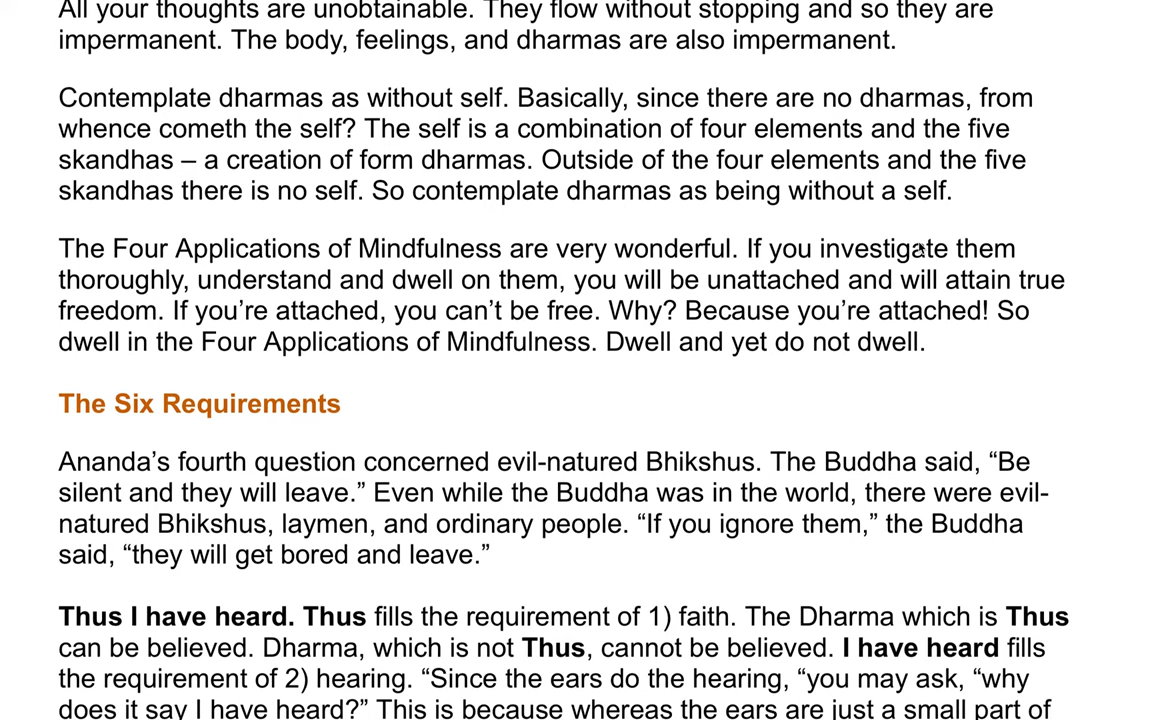 All your thoughts are unobtainable. They flow without stopping and so they are
impermanent. The body, feelings, and dharmas are also impermanent.
Contemplate dharmas as without self. Basically, since there are no dharmas, from
whence cometh the self? The self is a combination of four elements and the five
skandhas – a creation of form dharmas. Outside of the four elements and the five
skandhas there is no self. So contemplate dharmas as being without a self.
The Four Applications of Mindfulness are very wonderful. If you investigate them
thoroughly, understand and dwell on them, you will be unattached and will attain true
freedom. If you’re attached, you can’t be free. Why? Because you’re attached! So
dwell in the Four Applications of Mindfulness. Dwell and yet do not dwell.
The Six Requirements
Ananda’s fourth question concerned evil-natured Bhikshus. The Buddha said, “Be
silent and they will leave.” Even while the Buddha was in the world, there were evil-
natured Bhikshus, laymen, and ordinary people. “If you ignore them,” the Buddha
said, “they will get bored and leave.”
Thus I have heard. Thus fills the requirement of 1) faith. The Dharma which is Thus
can be believed. Dharma, which is not Thus, cannot be believed. I have heard fills
the requirement of 2) hearing. “Since the ears do the hearing, “you may ask, “why
does it say I have heard?” This is because whereas the ears are just a small part of